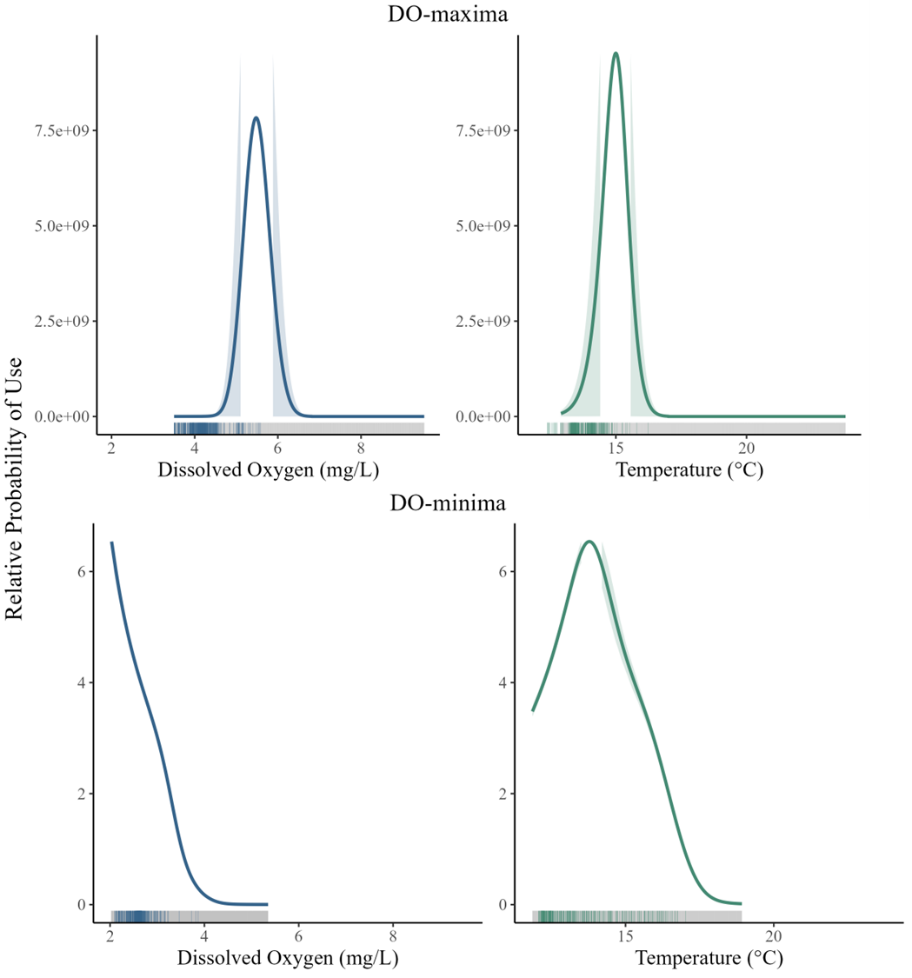 DO-maxima
Relative Probability of Use
7.5e+09
5.0e+09
2.5e+09
0.0e+00
2 4 6 8
Dissolved Oxygen (mg/L)
7.5e+09
5.0e+09
2.5e+09
0.0e+00
15 20
Temperature (°C)
DO-minima
6
4
2
0
2 4 6 8
Dissolved Oxygen (mg/L)
6
4
2
0
15 20
Temperature (°C)